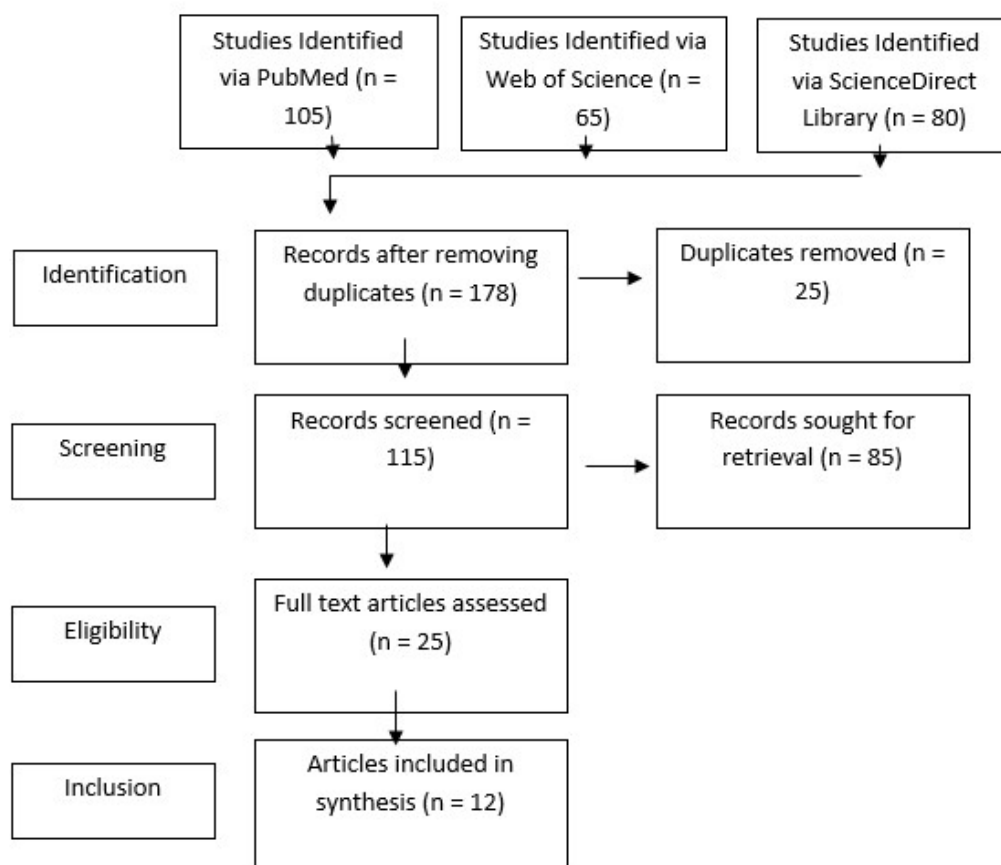 Studies Identified
via PubMed (n =
105)
Studies Identified via
Web of Science (n =
65)
Studies Identified
via ScienceDirect
Library (n = 80)
Identification
Records after removing
duplicates (n = 178)
Duplicates removed (n =
25)
Screening
Records screened (n =
115)
Records sought for
retrieval (n = 85)
Eligibility
Full text articles assessed
(n = 25)
Inclusion
Articles included in
synthesis (n = 12)